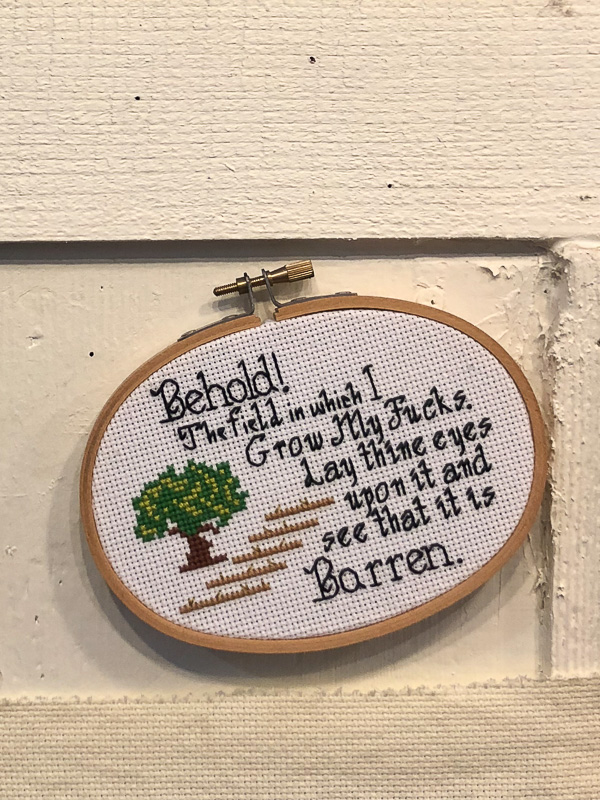 Behold!
The field in which I
Grow My Fucks.
Lay thine eyes
upon it and
see that it is
Barren.